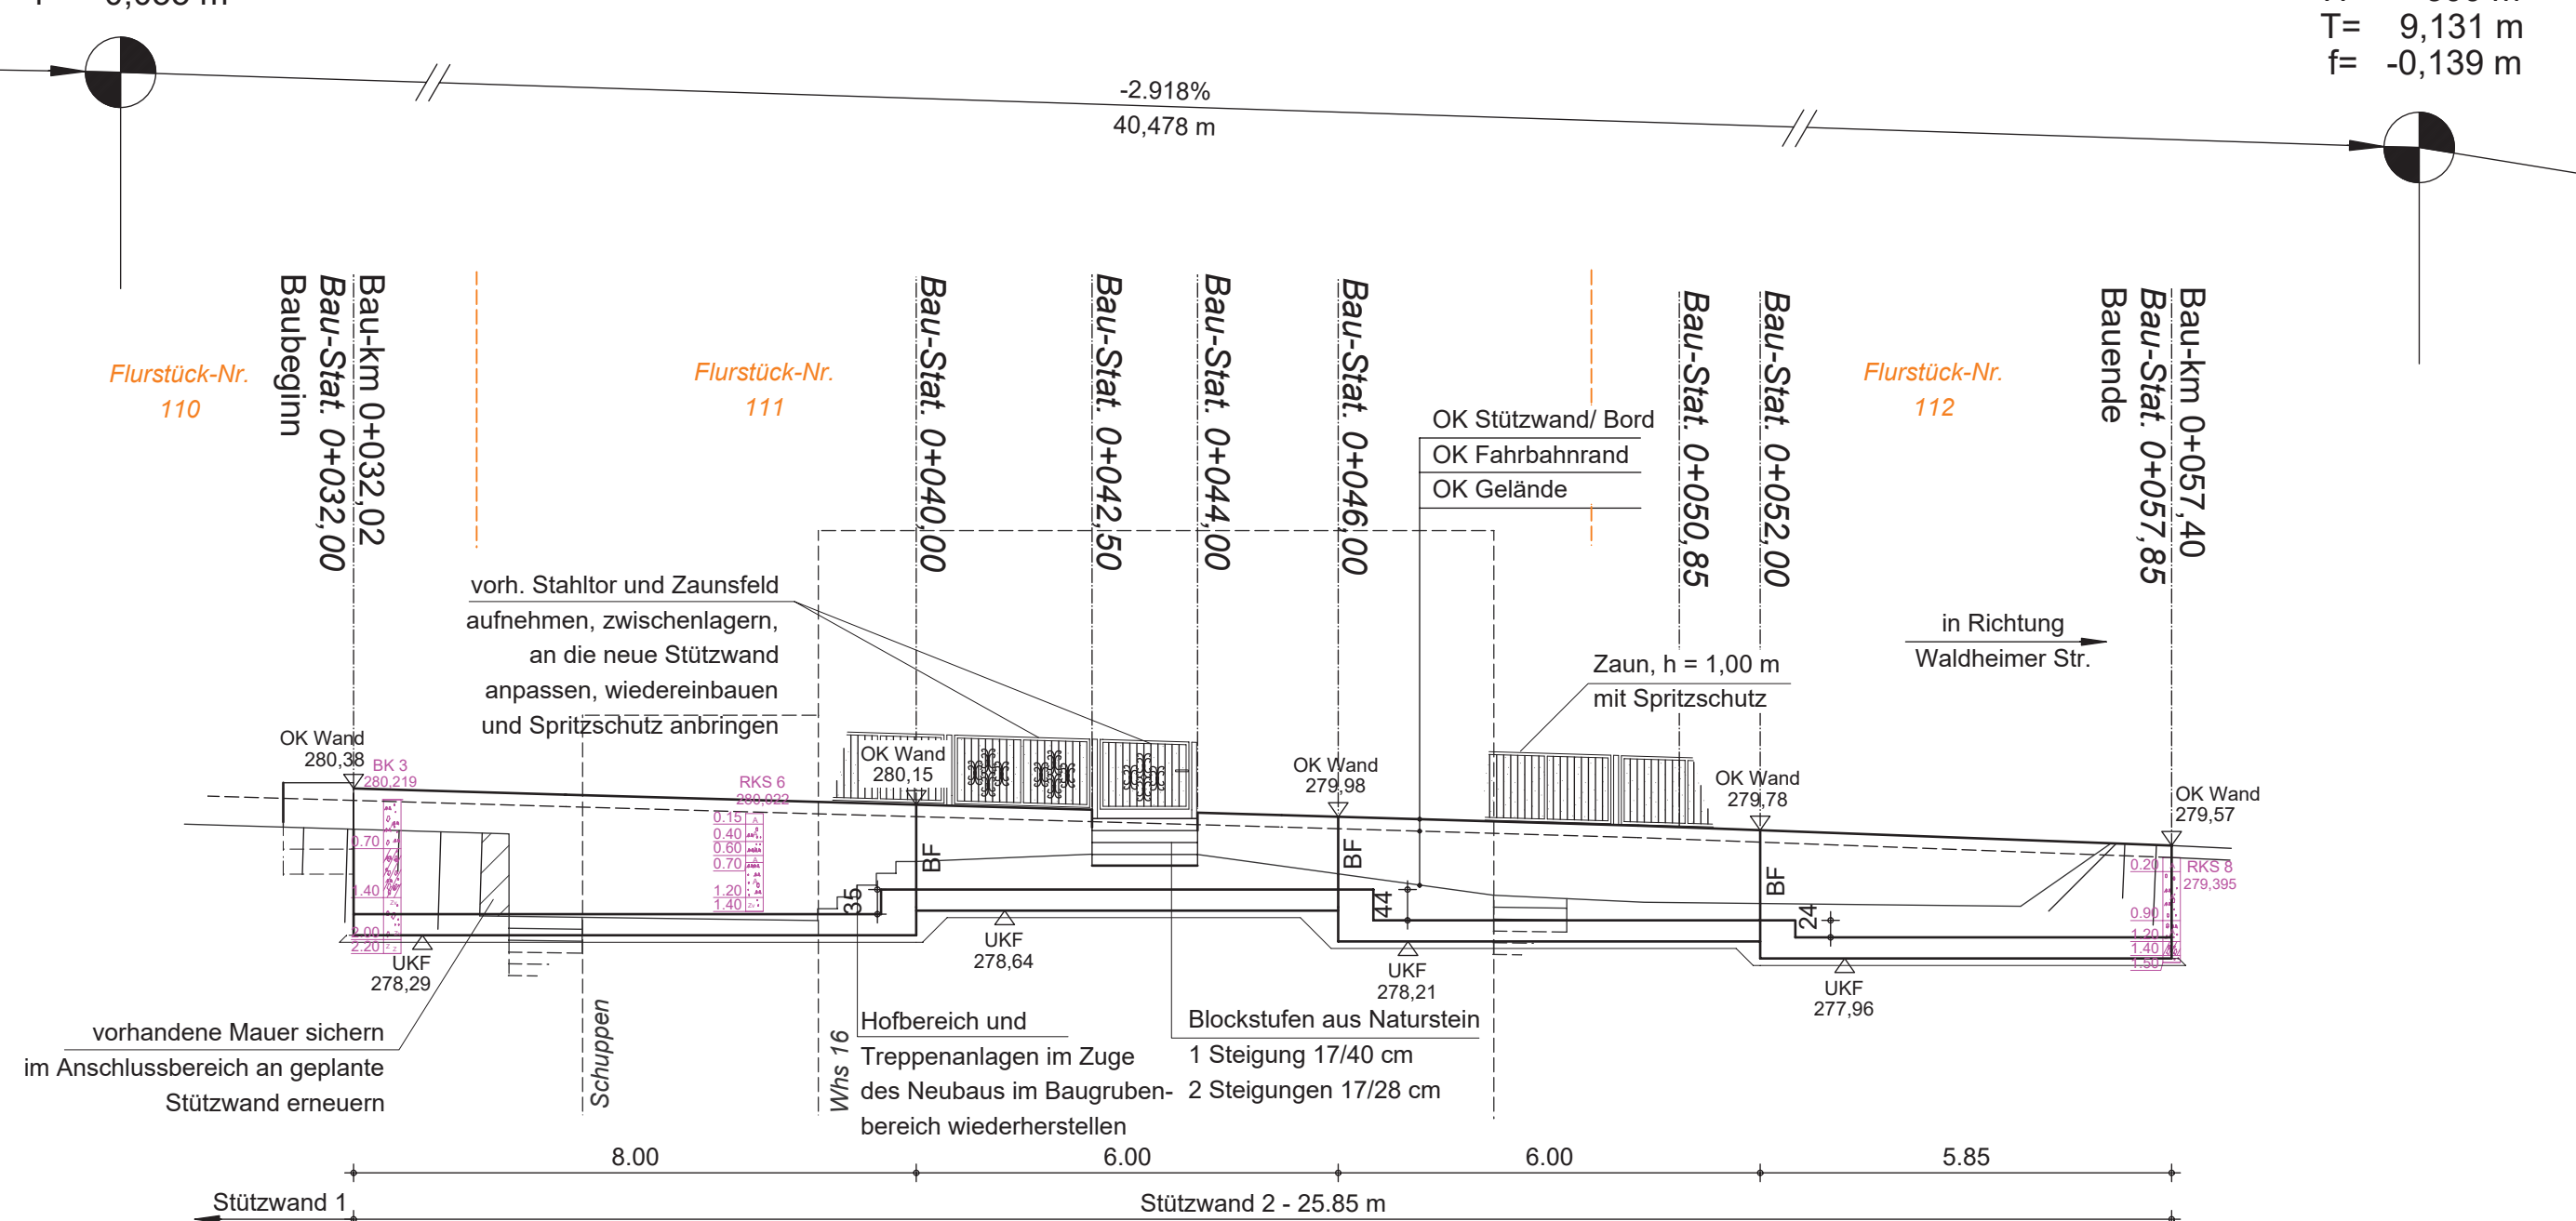 T= 9,131 m
f= -0,139 m
-2.918%
40,478 m
Baubeginn
Bau-Stat. 0+032,00
Bau-km 0+032,02
Bau-Stat. 0+040,00
Bau-Stat. 0+042,50
Bau-Stat. 0+044,00
Bau-Stat. 0+046,00
Bau-Stat. 0+050,85
Bau-Stat. 0+052,00
Bauende
Bau-Stat. 0+057,85
Bau-km 0+057,40
Flurstück-Nr.
110
Flurstück-Nr.
111
Flurstück-Nr.
112
OK Stützwand/ Bord
OK Fahrbahnrand
OK Gelände
vorh. Stahltor und Zaunsfeld
aufnehmen, zwischenlagern,
an die neue Stützwand
anpassen, wiedereinbauen
und Spritzschutz anbringen
in Richtung
Waldheimer Str.
Zaun, h = 1,00 m
mit Spritzschutz
OK Wand
280,38
BK 3
280,219
0.70
1.40
2.00
2.20
RKS 6
280,022
0.15
0.40
0.60
0.70
1.20
1.40
OK Wand
280,15
OK Wand
279,98
OK Wand
279,78
OK Wand
279,57
RKS 8
279,395
0.20
0.90
1.20
1.40
1.50
BF
BF
BF
35
44
24
UKF
278,29
UKF
278,64
UKF
278,21
UKF
277,96
vorhandene Mauer sichern
im Anschlussbereich an geplante
Stützwand erneuern
Schuppen
Whs 16
Hofbereich und
Treppenanlagen im Zuge
des Neubaus im Baugruben-
bereich wiederherstellen
Blockstufen aus Naturstein
1 Steigung 17/40 cm
2 Steigungen 17/28 cm
8.00
6.00
6.00
5.85
Stützwand 1
Stützwand 2 - 25.85 m